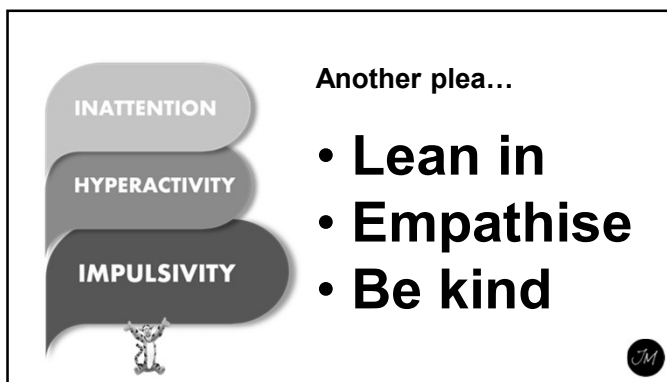 INATTENTION
HYPERACTIVITY
IMPULSIVITY
Another plea…
• Lean in
• Empathise
• Be kind
JM